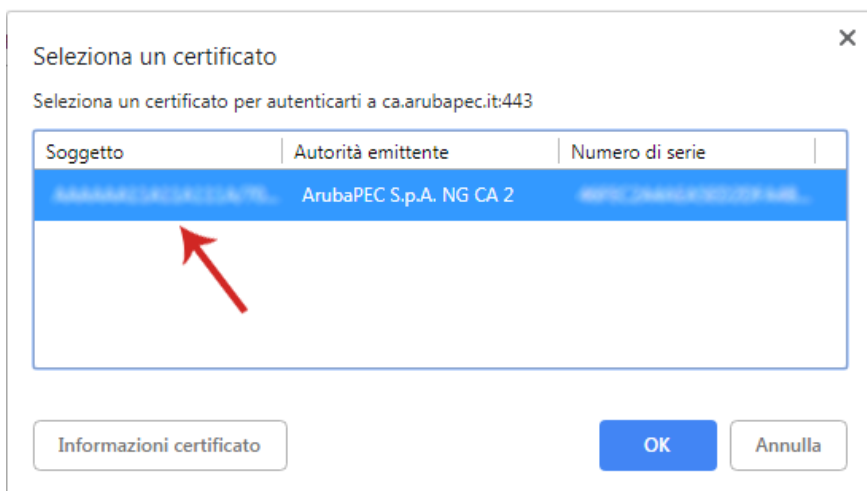 Seleziona un certificato
Seleziona un certificato per autenticarti a ca.arubapec.it:443
Soggetto Autorità emittente Numero di serie
ArubaPEC S.p.A. NG CA 2
Informazioni certificato OK Annulla